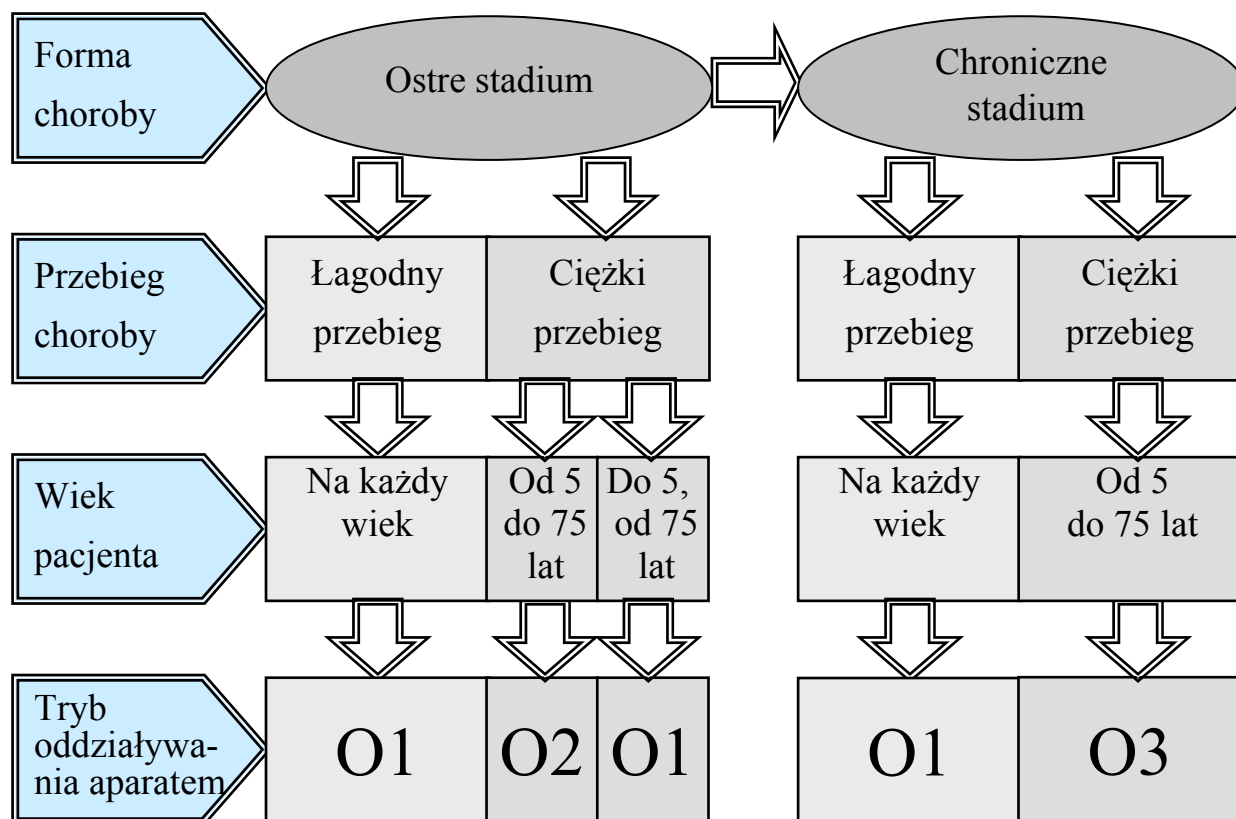 Forma
choroby
Ostre stadium
Chroniczne
stadium
Przebieg
choroby
Łagodny
przebieg
Ciężki
przebieg
Łagodny
przebieg
Ciężki
przebieg
Wiek
pacjenta
Na każdy
wiek
Od 5
do 75
lat
Do 5,
od 75
lat
Na każdy
wiek
Od 5
do 75 lat
Tryb
oddziaływa-
nia aparatem
O1
O2
O1
O1
O3